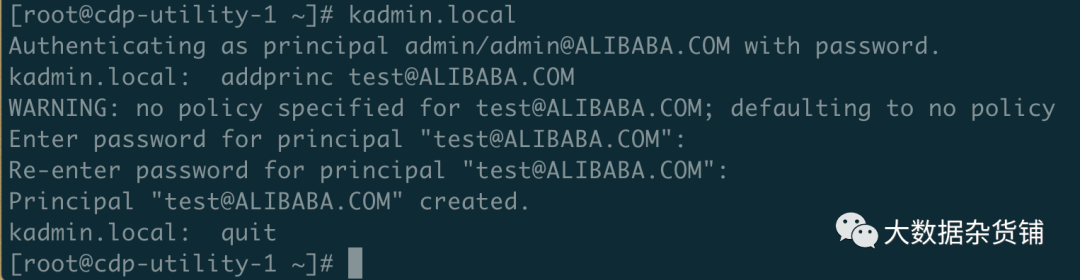 [root@cdp-utility-1 ~]# kadmin.local
Authenticating as principal admin/admin@ALIBABA.COM with password.
kadmin.local:  addprinc test@ALIBABA.COM
WARNING: no policy specified for test@ALIBABA.COM; defaulting to no policy
Enter password for principal "test@ALIBABA.COM":
Re-enter password for principal "test@ALIBABA.COM":
Principal "test@ALIBABA.COM" created.
kadmin.local:  quit
[root@cdp-utility-1 ~]#
大数据杂货铺